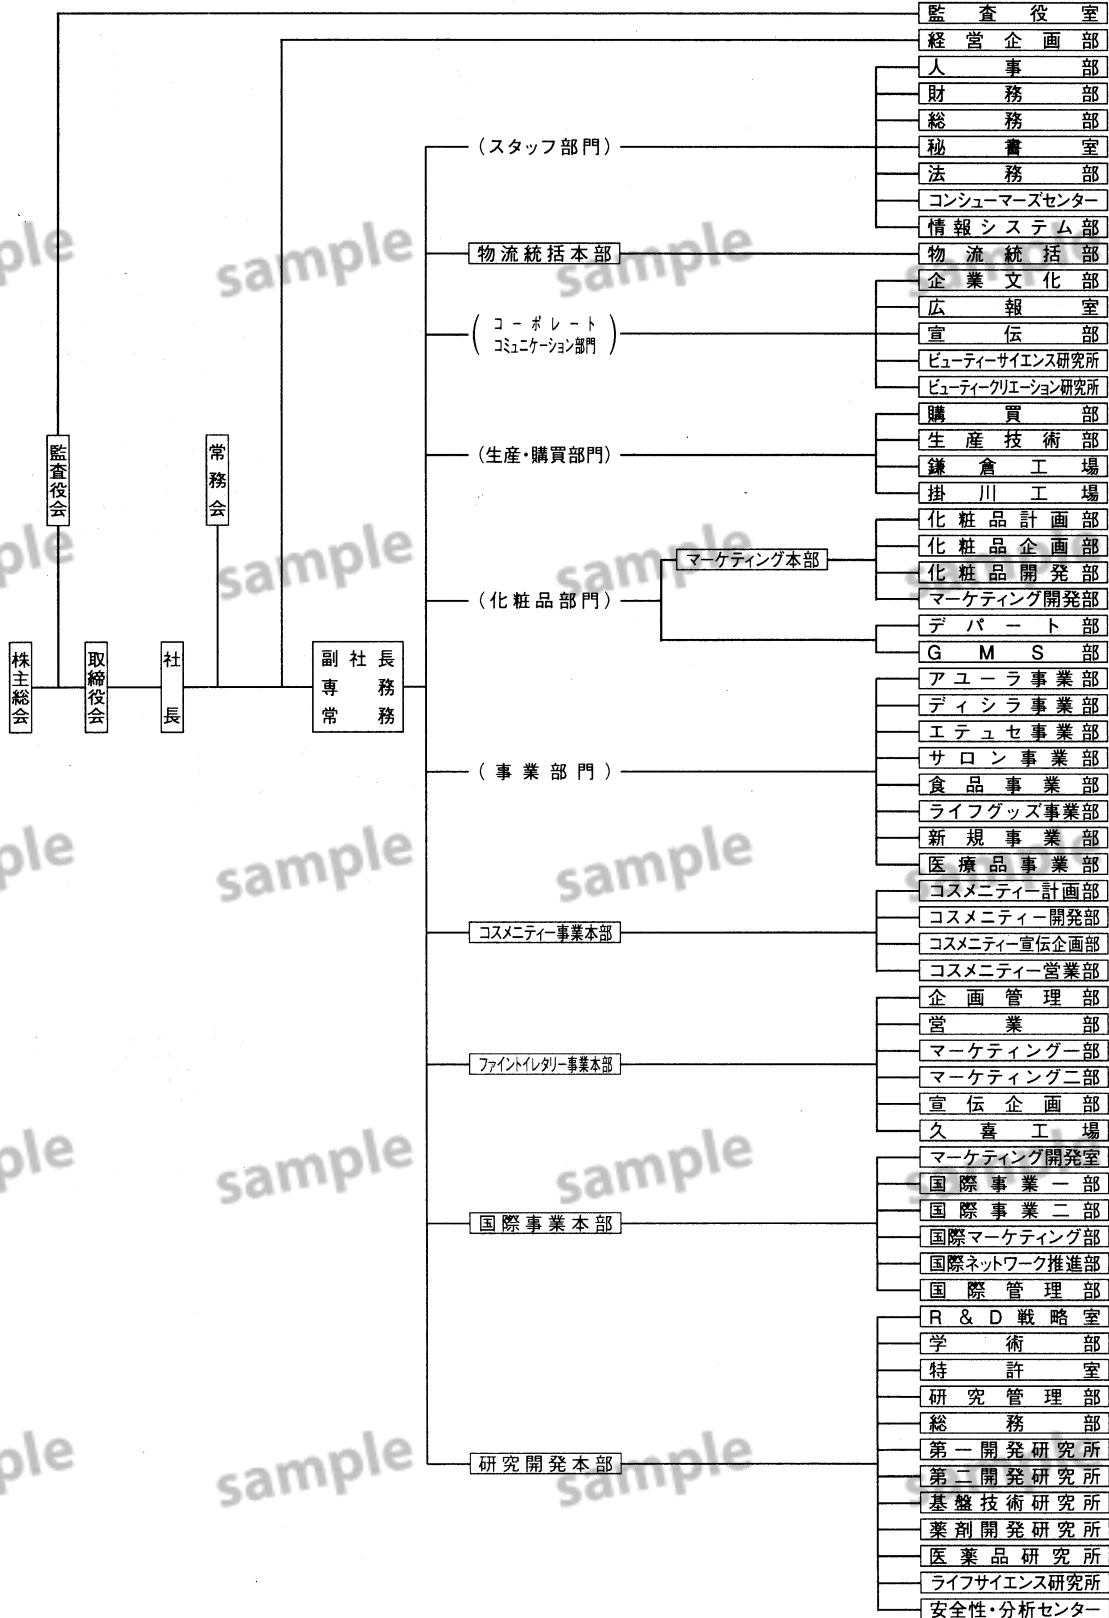 監査役室
経営企画部
人事部
財務部
総務部
(スタッフ部門)
秘書室
法務部
コンシューマーズセンター
情報システム部
物流統括本部
物流統括部
企業文化部
広報室
コーポレート
コミュニケーション部門
宣伝部
ビューティーサイエンス研究所
ビューティークリエーション研究所
購買部
(生産・購買部門)
生産技術部
鎌倉工場
掛川工場
監査役会
常務会
化粧品計画部
化粧品企画部
マーケティング本部
化粧品開発部
マーケティング開発部
(化粧品部門)
デパート部
GMS部
株主総会
取締役会
社長
副社長
専務
常務
アユーラ事業部
ディシラ事業部
エテュセ事業部
サロン事業部
(事業部門)
食品事業部
ライフグッズ事業部
新規事業部
医療品事業部
コスメニティー計画部
コスメニティー開発部
コスメニティー事業本部
コスメニティー宣伝企画部
コスメニティー営業部
企画管理部
営業部
マーケティング一部
ファイントイレタリー事業本部
マーケティング二部
宣伝企画部
久喜工場
マーケティング開発室
国際事業一部
国際事業二部
国際事業本部
国際マーケティング部
国際ネットワーク推進部
国際管理部
R&D戦略室
学術部
特許室
研究管理部
総務部
第一開発研究所
研究開発本部
第二開発研究所
基盤技術研究所
薬剤開発研究所
医薬品研究所
ライフサイエンス研究所
安全性・分析センター
ple sample sample sample
ple sample sample sample
ple sample sample sample
ple sample sample sample
ple sample sample sample